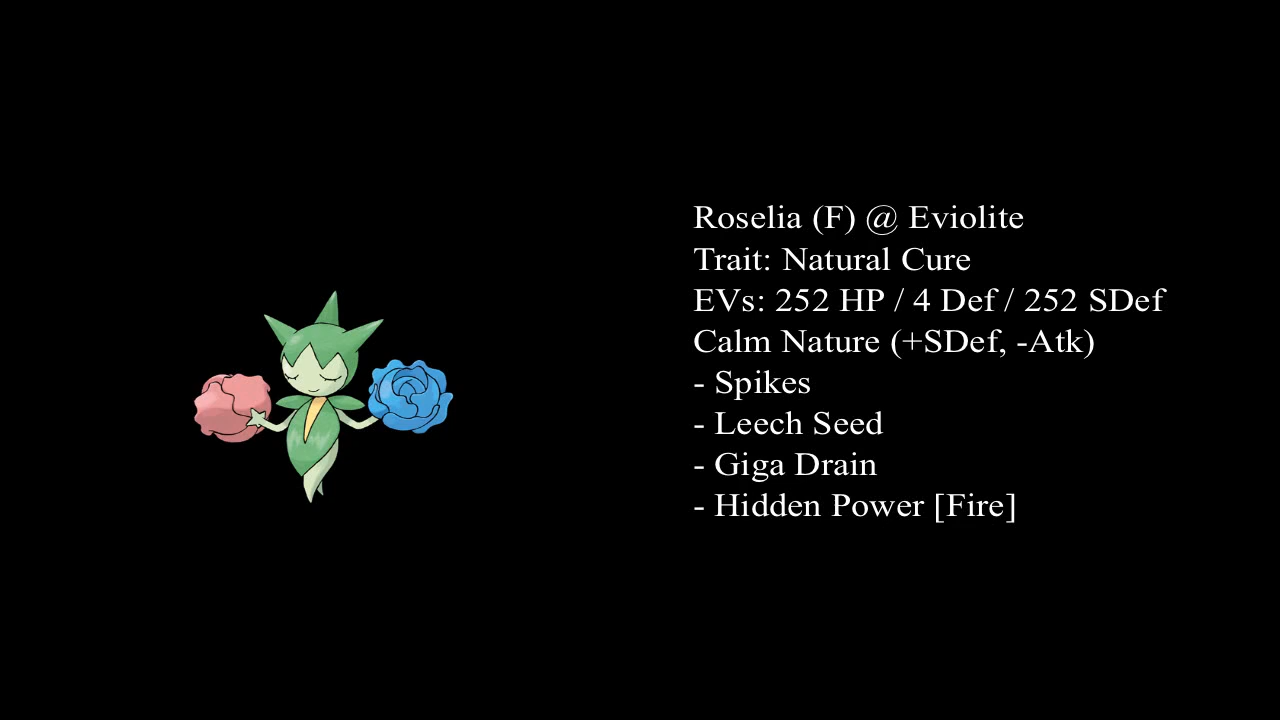 Roselia (F) @ Eviolite
Trait: Natural Cure
EVs: 252 HP / 4 Def / 252 SDef
Calm Nature (+SDef, -Atk)
- Spikes
- Leech Seed
- Giga Drain
- Hidden Power [Fire]